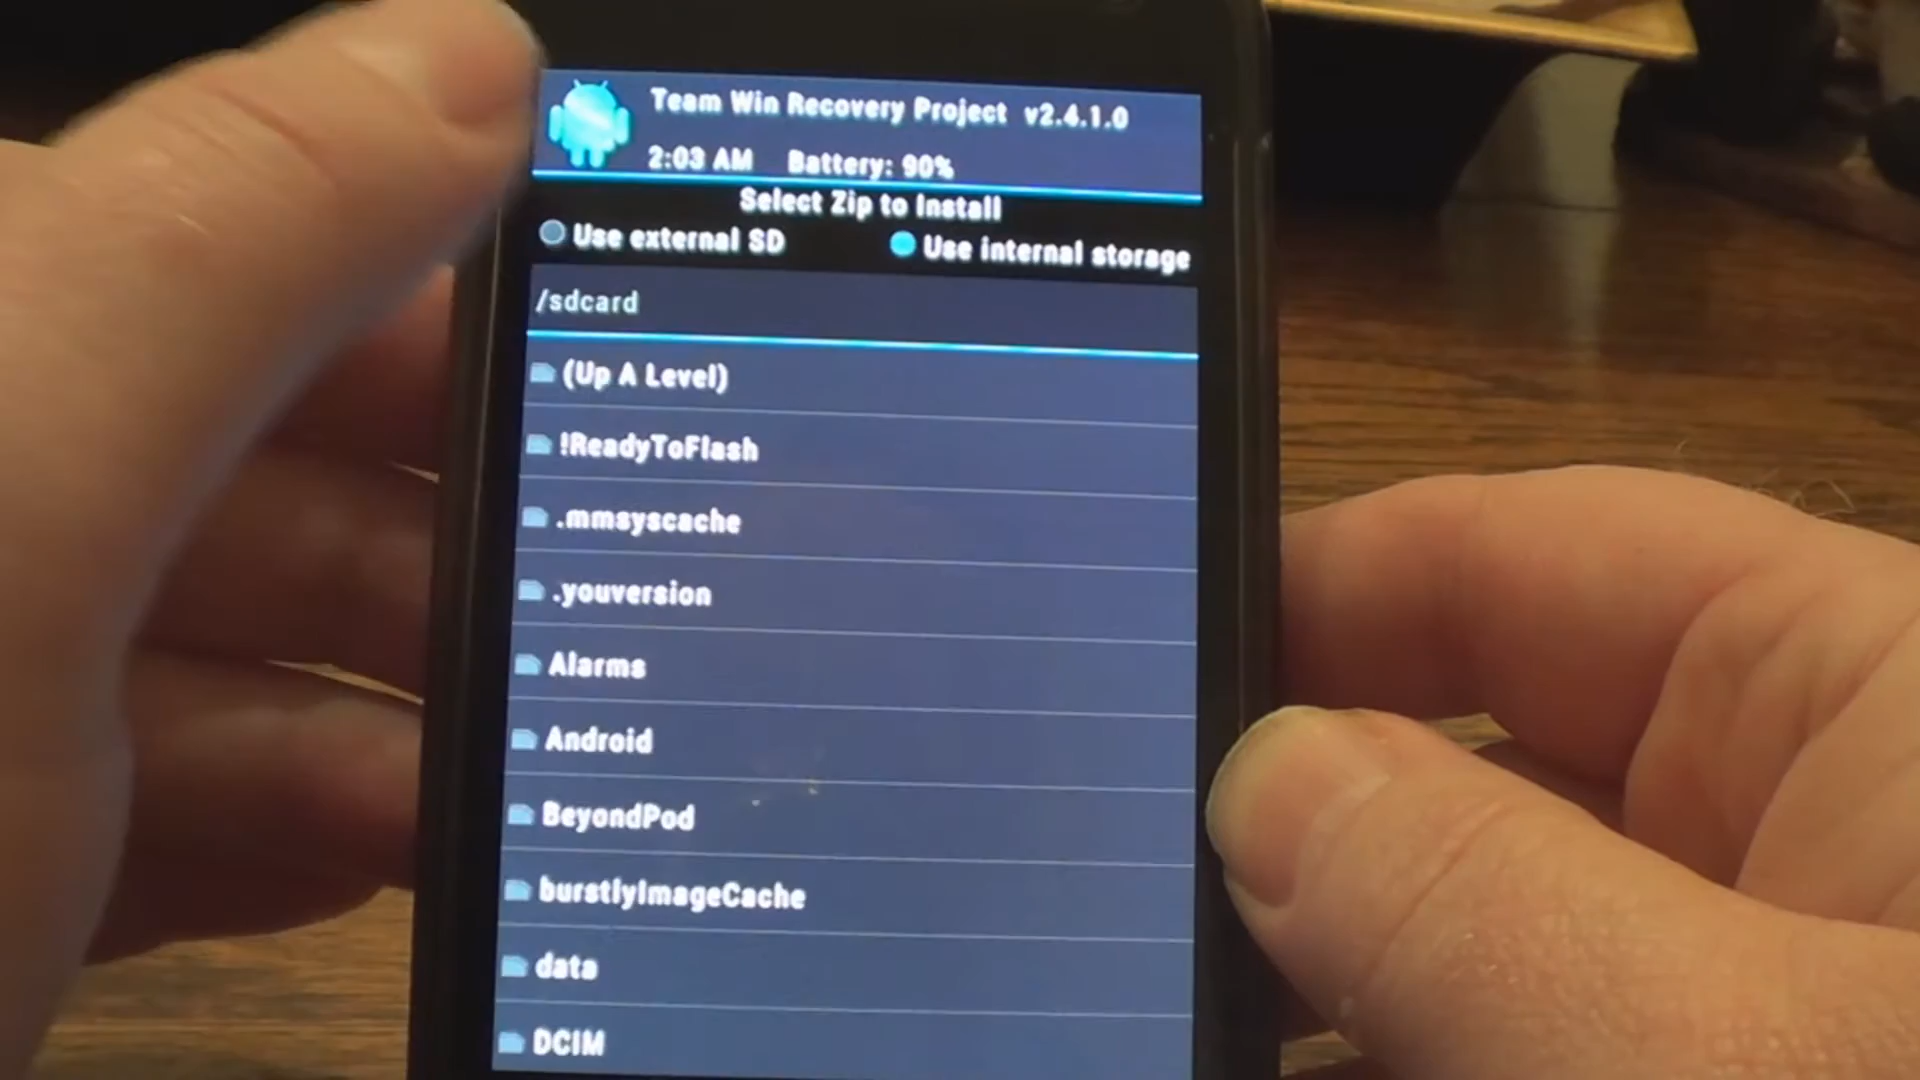 Team Win Recovery Project v2.4.1.0
2:03 AM Battery: 90%
Select Zip to Install
Use external SD Use internal storage
/sdcard
(Up A Level)
!ReadyToFlash
.mmsyscache
.youversion
Alarms
Android
BeyondPod
burstlyImageCache
data
DCIM